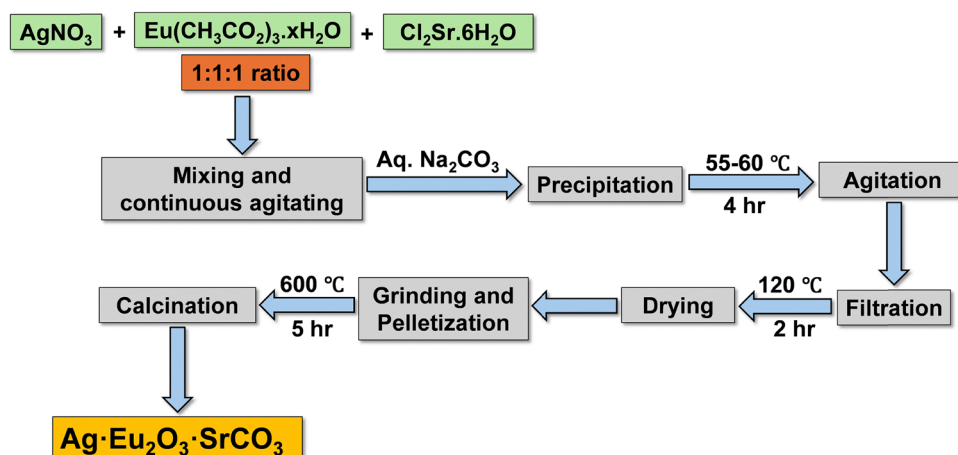 AgNO₃ + Eu(CH₃CO₂)₃.xH₂O + Cl₂Sr.6H₂O
1:1:1 ratio
Mixing and
continuous agitating
Aq. Na₂CO₃
Precipitation
55-60 ℃
4 hr
Agitation
Filtration
120 ℃
2 hr
Drying
Grinding and
Pelletization
600 ℃
5 hr
Calcination
Ag·Eu₂O₃·SrCO₃